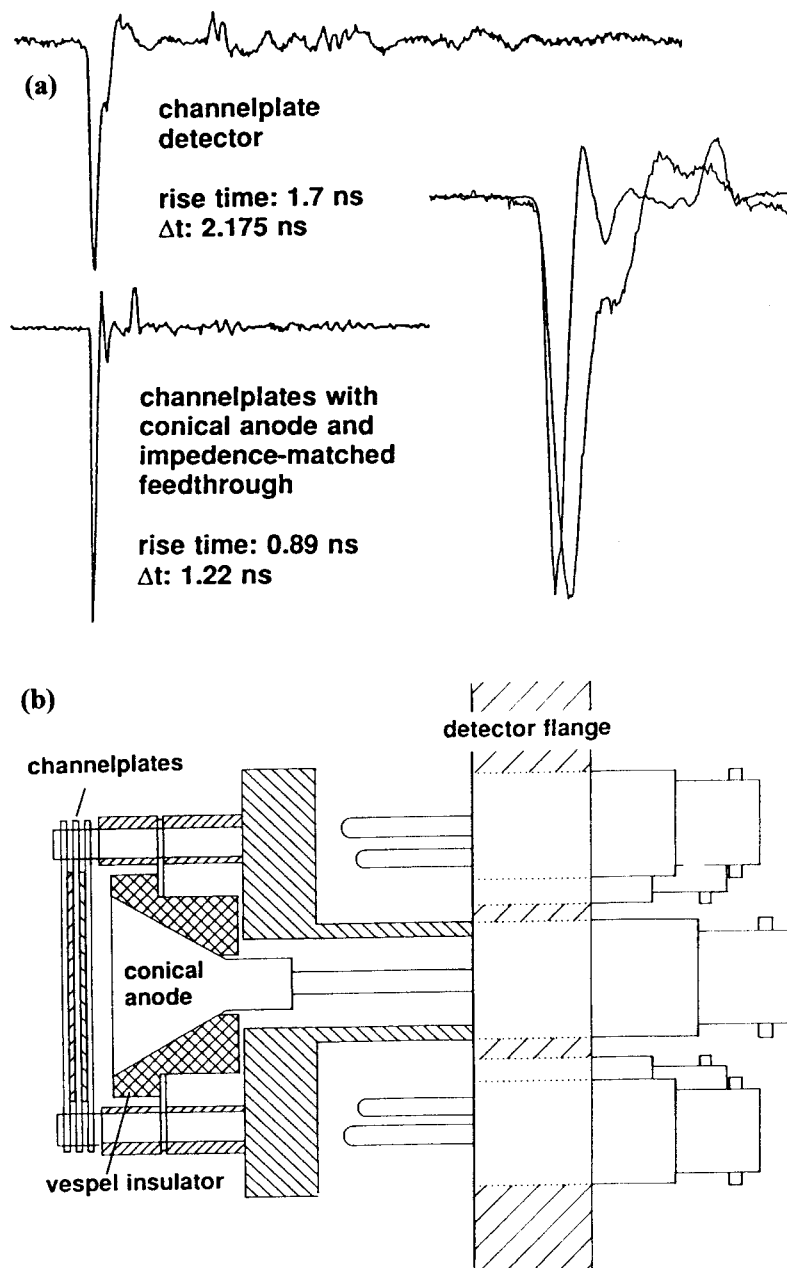 (a)
channelplate
detector
rise time: 1.7 ns
Δt: 2.175 ns
channelplates with
conical anode and
impedence-matched
feedthrough
rise time: 0.89 ns
Δt: 1.22 ns
(b)
detector flange
channelplates
conical
anode
vespel insulator